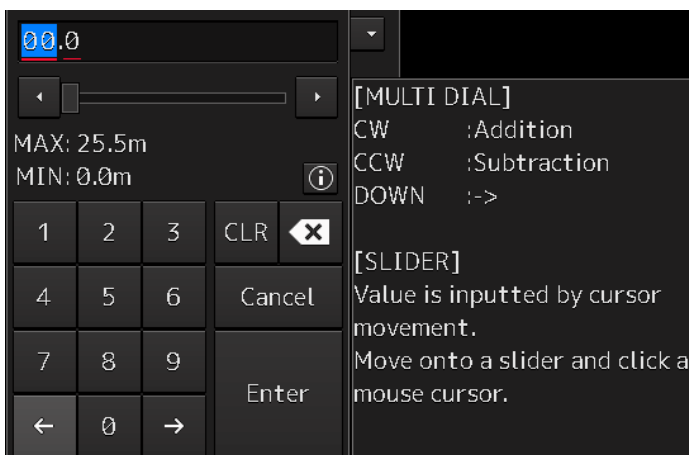 00.0
MAX: 25.5m
MIN: 0.0m
1 2 3 CLR
4 5 6 Cancel
7 8 9
Enter
← 0 →
[MULTI DIAL]
CW :Addition
CCW :Subtraction
DOWN :->
[SLIDER]
Value is inputted by cursor
movement.
Move onto a slider and click a
mouse cursor.